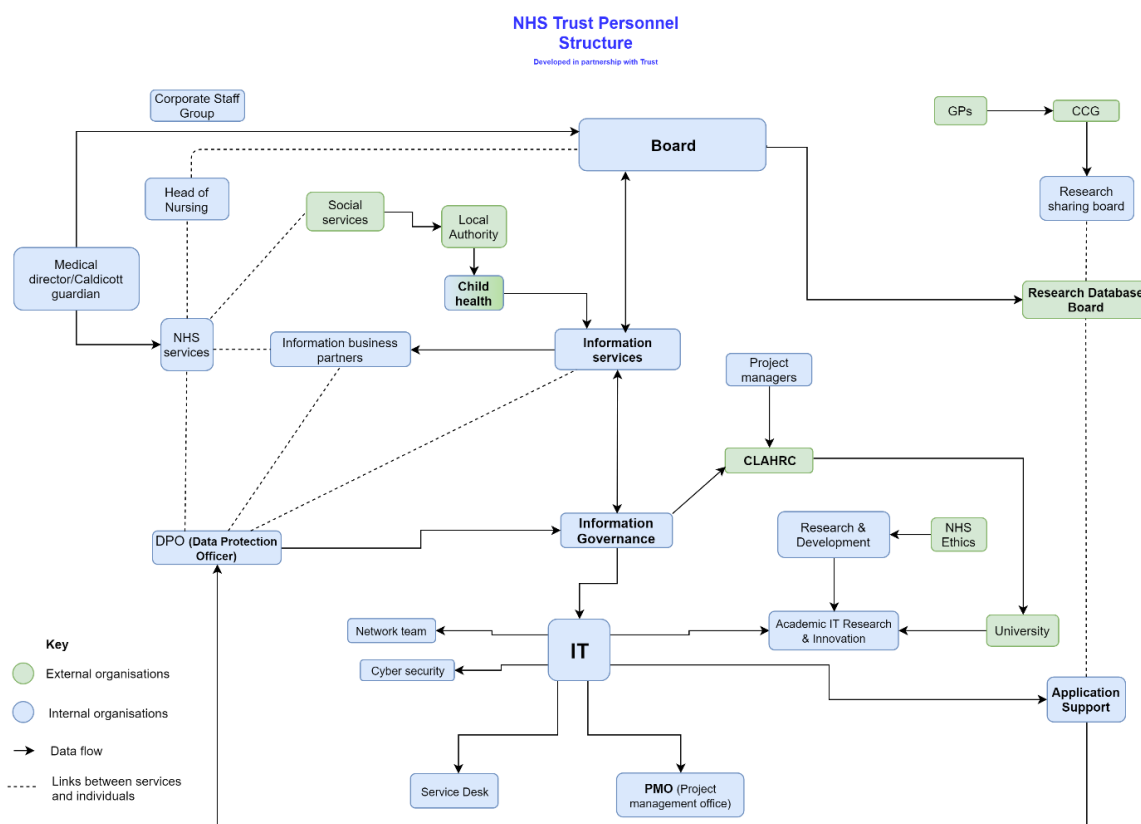 NHS Trust Personnel
Structure
Developed in partnership with Trust
Corporate Staff
Group
GPs
CCG
Board
Head of
Nursing
Social
services
Local
Authority
Research
sharing board
Medical
director/Caldicott
guardian
Child
health
Research Database
Board
NHS
services
Information business
partners
Information
services
Project
managers
CLAHRC
DPO (Data Protection
Officer)
Information
Governance
Research &
Development
NHS
Ethics
Network team
IT
Academic IT Research
& Innovation
University
Cyber security
Application
Support
Service Desk
PMO (Project
management office)
Key
External organisations
Internal organisations
Data flow
Links between services
and individuals